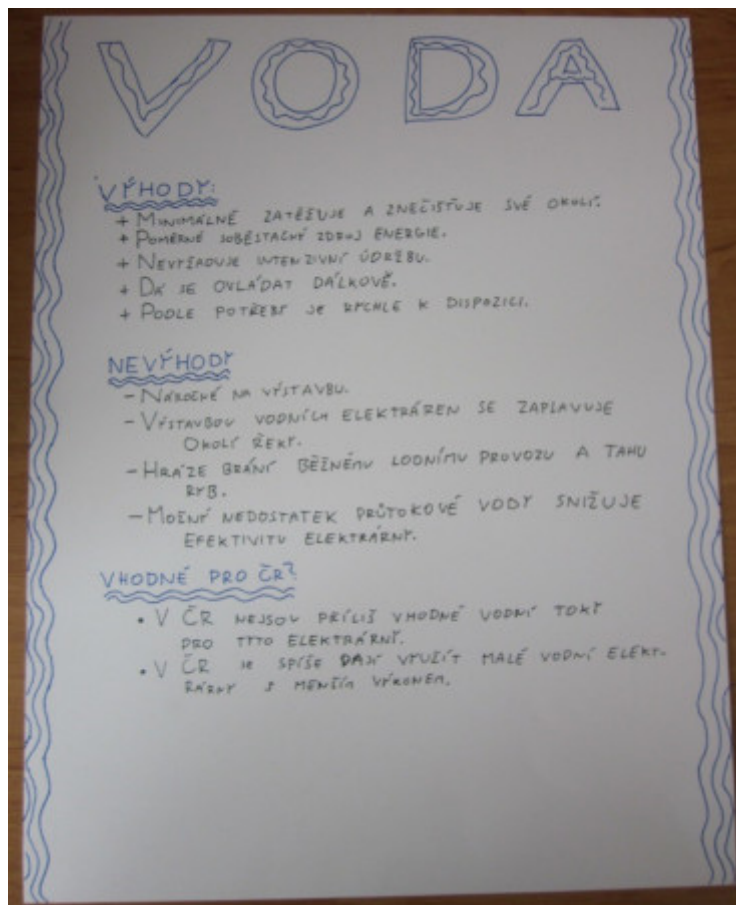 VODA
VÝHODY:
+ MINIMÁLNĚ ZATĚŽUJE A ZNEČIŠŤUJE SVÉ OKOLÍ.
+ POMĚRNĚ SOBĚSTAČNÝ ZDROJ ENERGIE.
+ NEVYŽADUJE INTENZIVNÍ ÚDRŽBU.
+ DÁ SE OVLÁDAT DÁLKOVĚ.
+ PODLE POTŘEBY JE RYCHLE K DISPOZICI.
NEVÝHODY
- NÁROČNÉ NA VÝSTAVBU.
- VÝSTAVBOU VODNÍCH ELEKTRÁREN SE ZAPLAVUJE
OKOLÍ ŘEKY.
- HRÁZE BRÁNÍ BĚŽNÉMU LODNÍMU PROVOZU A TAHU
RYB.
- MOŽNÝ NEDOSTATEK PRŮTOKOVÉ VODY SNIŽUJE
EFEKTIVITU ELEKTRÁRNY.
VHODNÉ PRO ČR?
• V ČR NEJSOU PŘÍLIŠ VHODNÉ VODNÍ TOKY
PRO TYTO ELEKTRÁRNY.
• V ČR SE SPÍŠE DAJÍ VYUŽÍT MALÉ VODNÍ ELEKT-
RÁRNY S MENŠÍM VÝKONEM.